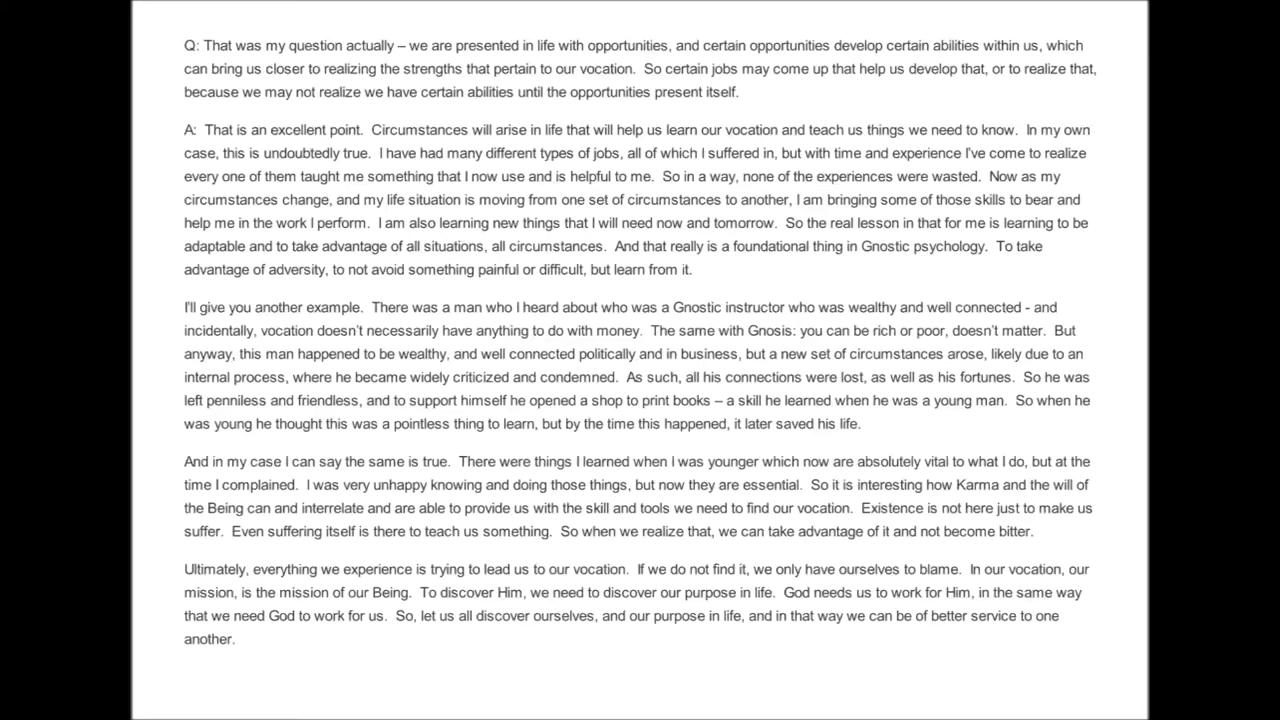 Q: That was my question actually – we are presented in life with opportunities, and certain opportunities develop certain abilities within us, which
can bring us closer to realizing the strengths that pertain to our vocation.  So certain jobs may come up that help us develop that, or to realize that,
because we may not realize we have certain abilities until the opportunities present itself.
A:  That is an excellent point.  Circumstances will arise in life that will help us learn our vocation and teach us things we need to know.  In my own
case, this is undoubtedly true.  I have had many different types of jobs, all of which I suffered in, but with time and experience I've come to realize
every one of them taught me something that I now use and is helpful to me.  So in a way, none of the experiences were wasted.  Now as my
circumstances change, and my life situation is moving from one set of circumstances to another, I am bringing some of those skills to bear and
help me in the work I perform.  I am also learning new things that I will need now and tomorrow.  So the real lesson in that for me is learning to be
adaptable and to take advantage of all situations, all circumstances.  And that really is a foundational thing in Gnostic psychology.  To take
advantage of adversity, to not avoid something painful or difficult, but learn from it.
I'll give you another example.  There was a man who I heard about who was a Gnostic instructor who was wealthy and well connected - and
incidentally, vocation doesn't necessarily have anything to do with money.  The same with Gnosis: you can be rich or poor, doesn't matter.  But
anyway, this man happened to be wealthy, and well connected politically and in business, but a new set of circumstances arose, likely due to an
internal process, where he became widely criticized and condemned.  As such, all his connections were lost, as well as his fortunes.  So he was
left penniless and friendless, and to support himself he opened a shop to print books – a skill he learned when he was a young man.  So when he
was young he thought this was a pointless thing to learn, but by the time this happened, it later saved his life.
And in my case I can say the same is true.  There were things I learned when I was younger which now are absolutely vital to what I do, but at the
time I complained.  I was very unhappy knowing and doing those things, but now they are essential.  So it is interesting how Karma and the will of
the Being can and interrelate and are able to provide us with the skill and tools we need to find our vocation.  Existence is not here just to make us
suffer.  Even suffering itself is there to teach us something.  So when we realize that, we can take advantage of it and not become bitter.
Ultimately, everything we experience is trying to lead us to our vocation.  If we do not find it, we only have ourselves to blame.  In our vocation, our
mission, is the mission of our Being.  To discover Him, we need to discover our purpose in life.  God needs us to work for Him, in the same way
that we need God to work for us.  So, let us all discover ourselves, and our purpose in life, and in that way we can be of better service to one
another.